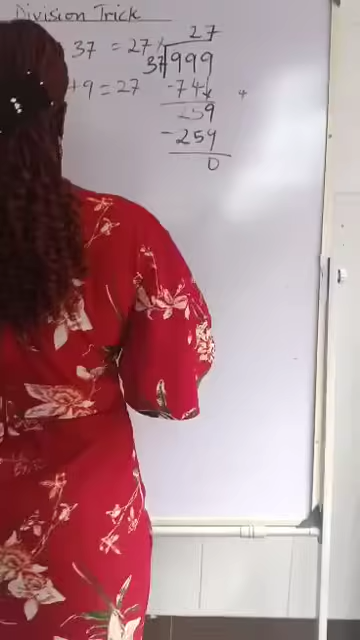 Division Trick
37 = 27
+9 = 27
27
37 999
-74
259
-259
0